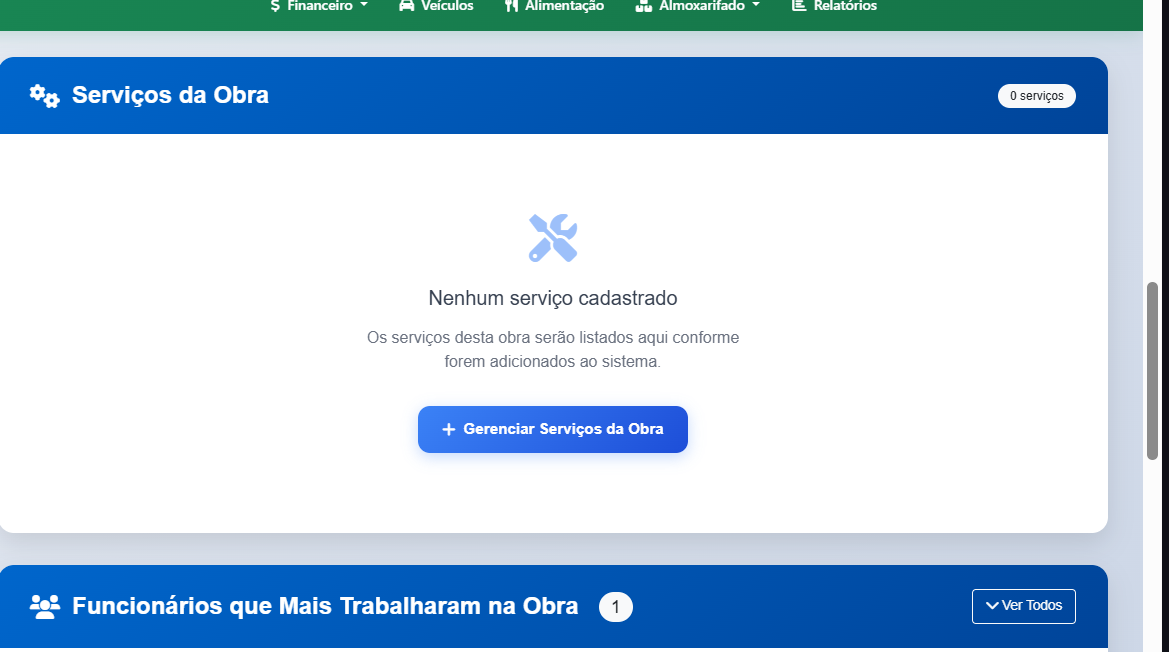 Financeiro
Veículos
Alimentação
Almoxarifado
Relatórios
Serviços da Obra
0 serviços
Nenhum serviço cadastrado
Os serviços desta obra serão listados aqui conforme
forem adicionados ao sistema.
Gerenciar Serviços da Obra
Funcionários que Mais Trabalharam na Obra
1
Ver Todos